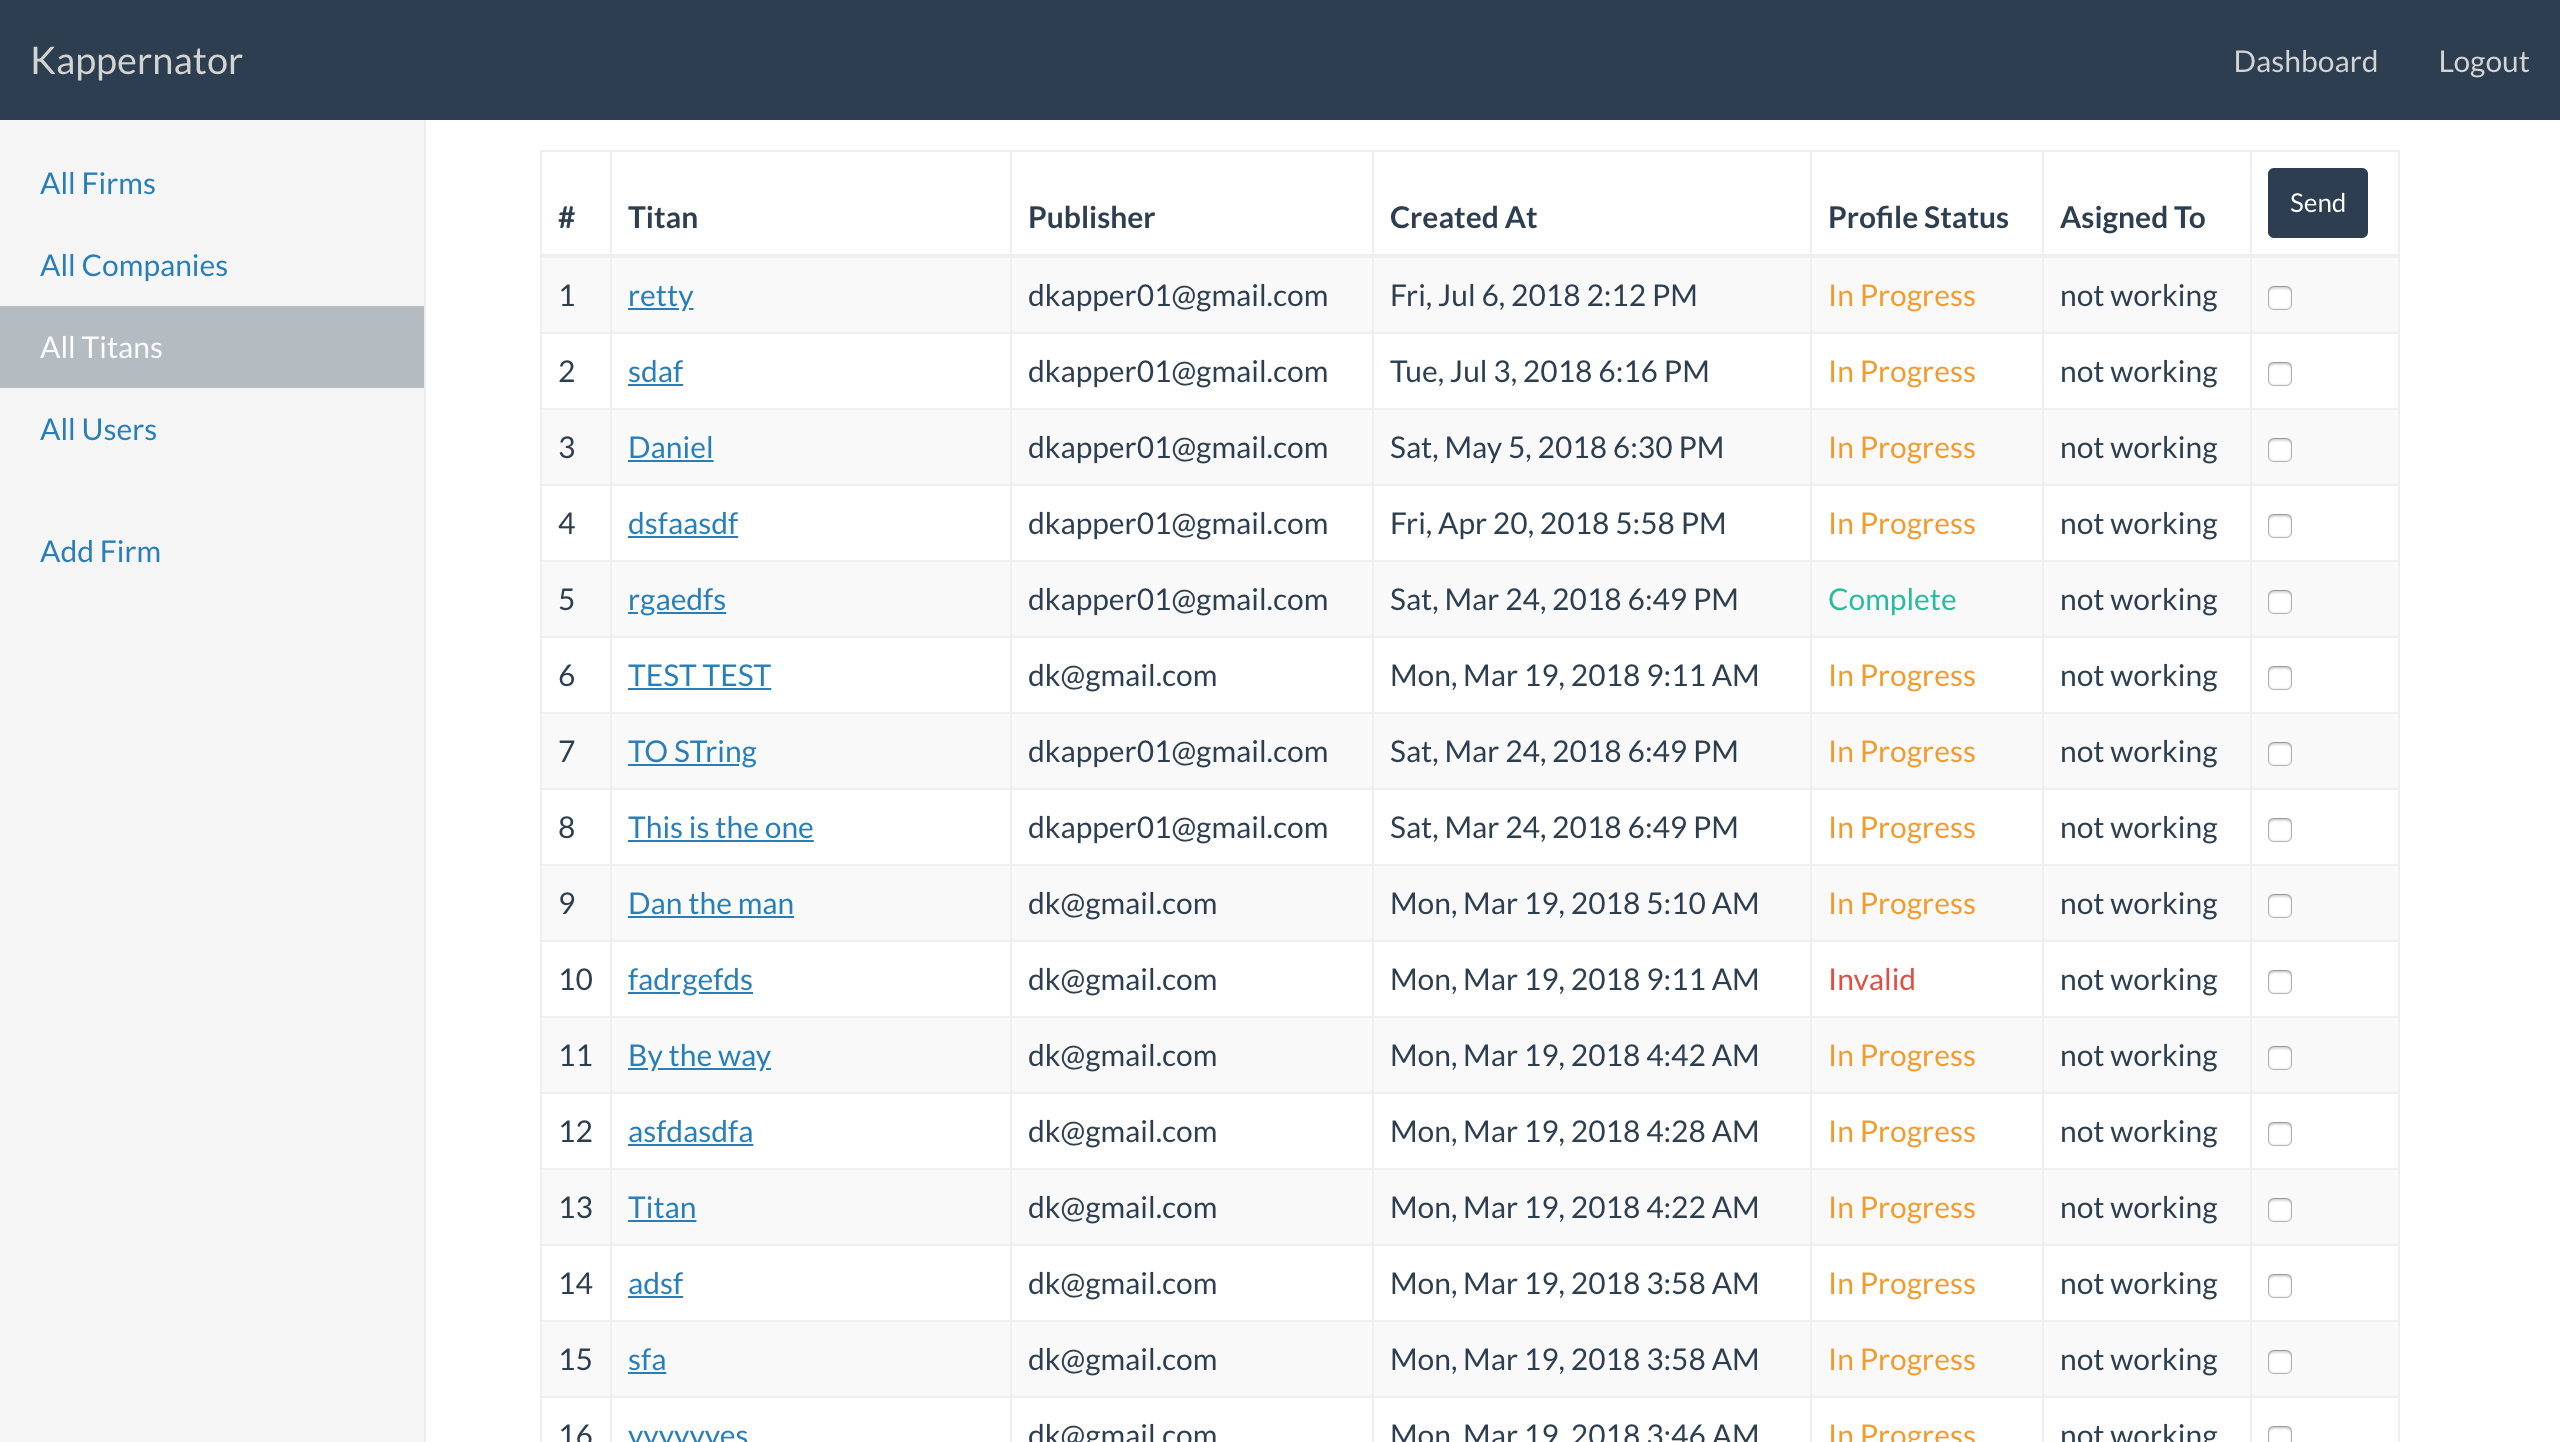 Kappernator Dashboard Logout
All Firms
All Companies
All Titans
All Users
Add Firm
# Titan Publisher Created At Profile Status Asigned To Send
1 retty dkapper01@gmail.com Fri, Jul 6, 2018 2:12 PM In Progress not working
2 sdaf dkapper01@gmail.com Tue, Jul 3, 2018 6:16 PM In Progress not working
3 Daniel dkapper01@gmail.com Sat, May 5, 2018 6:30 PM In Progress not working
4 dsfaasdf dkapper01@gmail.com Fri, Apr 20, 2018 5:58 PM In Progress not working
5 rgaedfs dkapper01@gmail.com Sat, Mar 24, 2018 6:49 PM Complete not working
6 TEST TEST dk@gmail.com Mon, Mar 19, 2018 9:11 AM In Progress not working
7 TO STring dkapper01@gmail.com Sat, Mar 24, 2018 6:49 PM In Progress not working
8 This is the one dkapper01@gmail.com Sat, Mar 24, 2018 6:49 PM In Progress not working
9 Dan the man dk@gmail.com Mon, Mar 19, 2018 5:10 AM In Progress not working
10 fadrgefds dk@gmail.com Mon, Mar 19, 2018 9:11 AM Invalid not working
11 By the way dk@gmail.com Mon, Mar 19, 2018 4:42 AM In Progress not working
12 asfdasdfa dk@gmail.com Mon, Mar 19, 2018 4:28 AM In Progress not working
13 Titan dk@gmail.com Mon, Mar 19, 2018 4:22 AM In Progress not working
14 adsf dk@gmail.com Mon, Mar 19, 2018 3:58 AM In Progress not working
15 sfa dk@gmail.com Mon, Mar 19, 2018 3:58 AM In Progress not working
16 dk@gmail.com Mon, Mar 19, 2018 3:46 AM In Progress not working